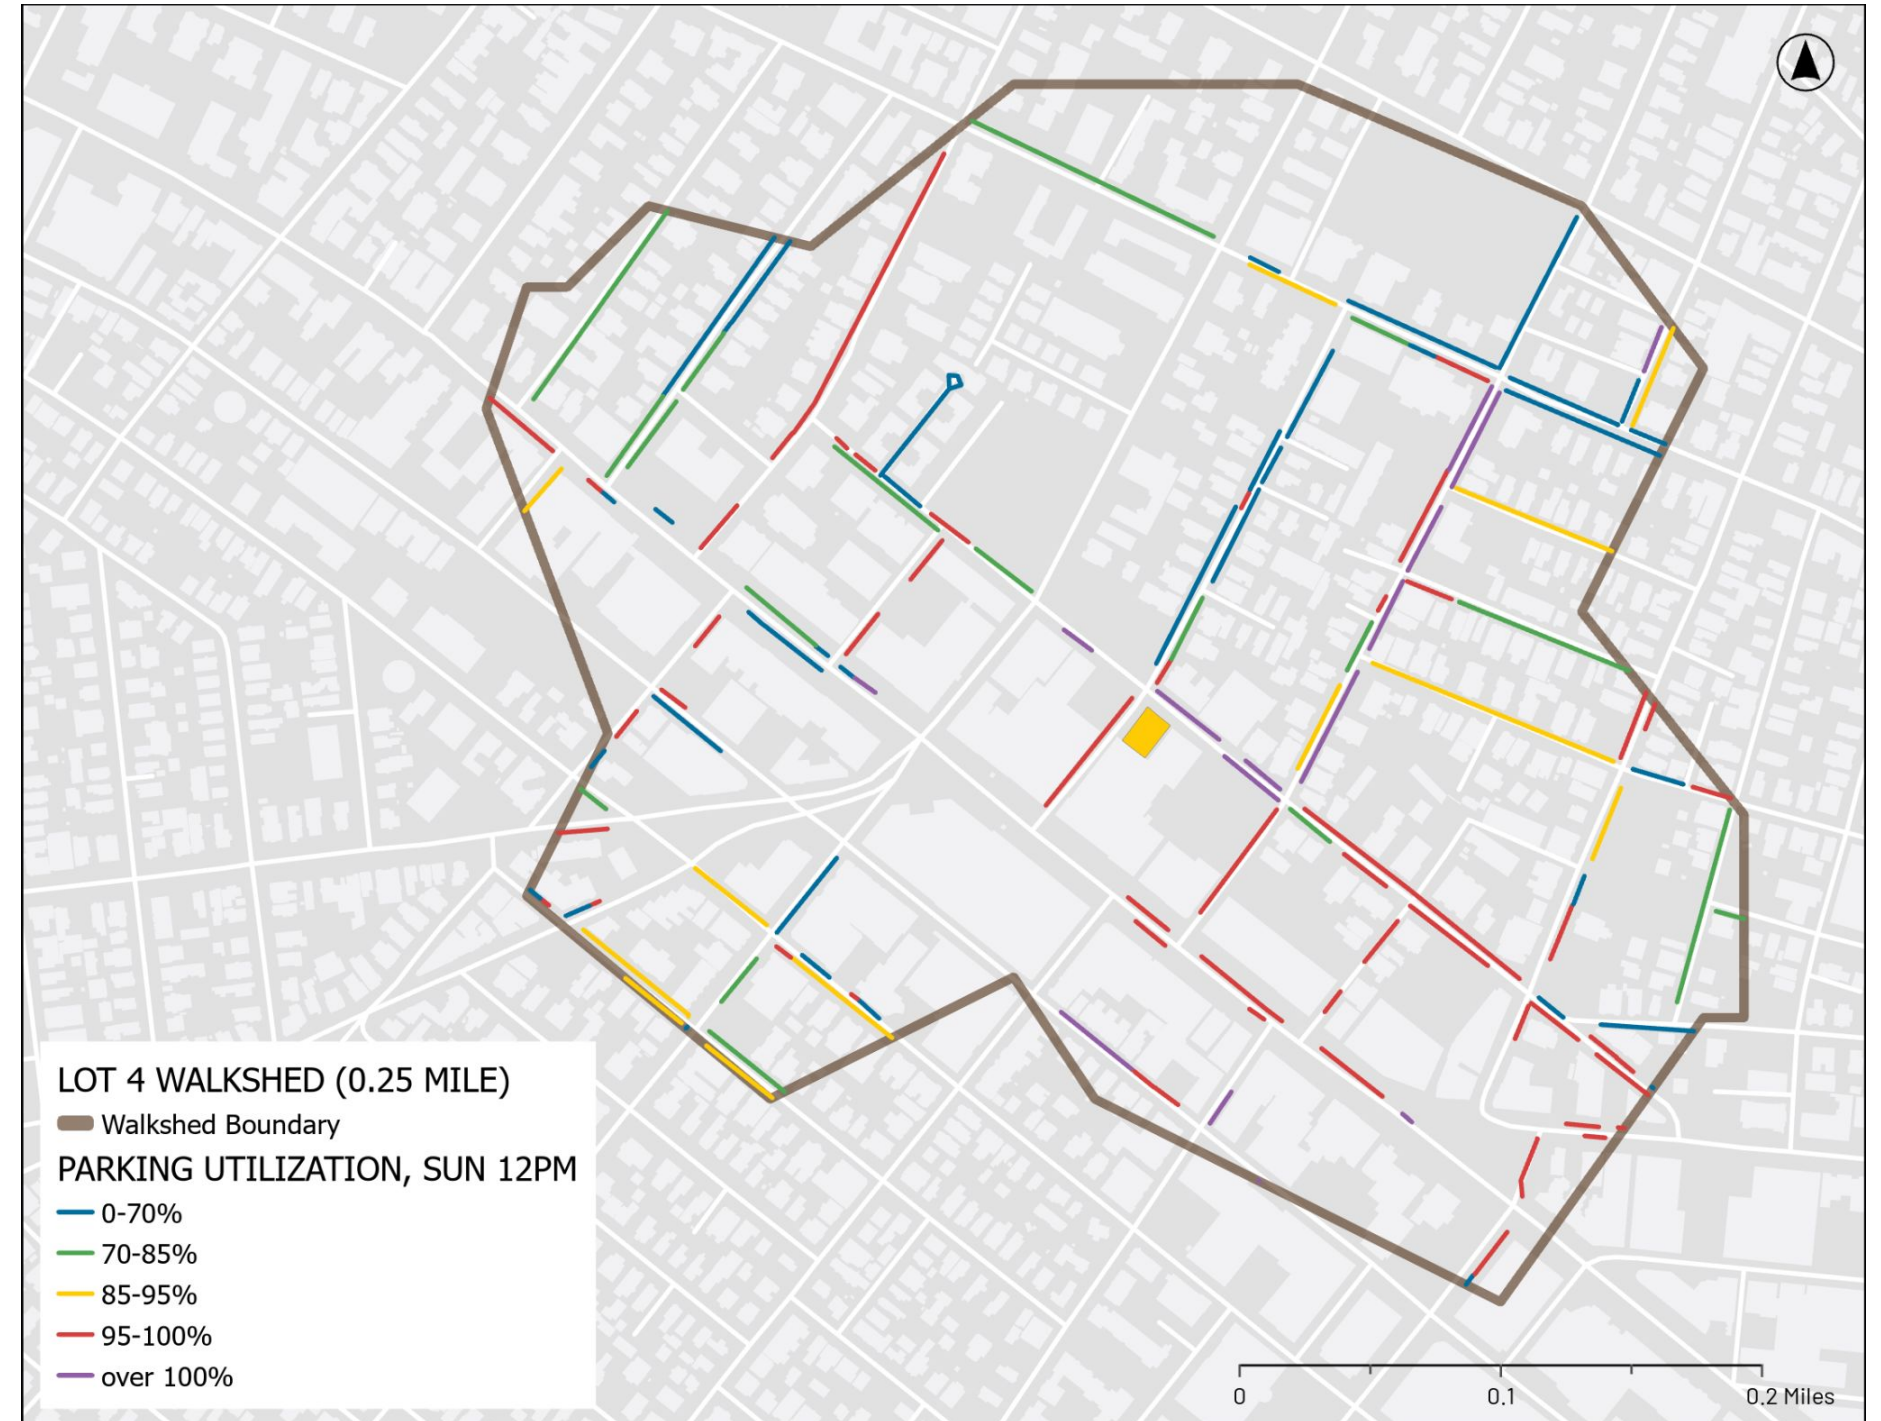 LOT 4 WALKSHED (0.25 MILE)
Walkshed Boundary
PARKING UTILIZATION, SUN 12PM
0-70%
70-85%
85-95%
95-100%
over 100%
0 0.1 0.2 Miles